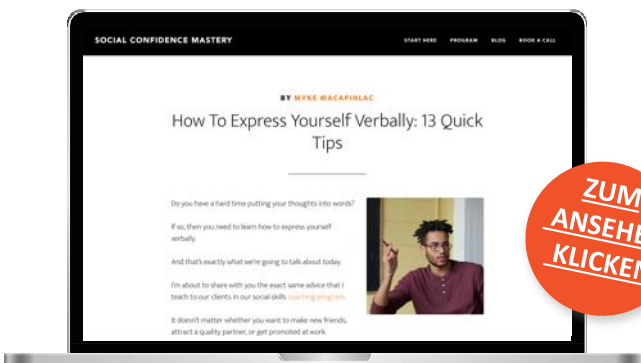 SOCIAL CONFIDENCE MASTERY
START HERE PROGRAM BLOG BOOK A CALL
BY MYKE MACAPINLAC
How To Express Yourself Verbally: 13 Quick
Tips
Do you have a hard time putting your thoughts into words?
If so, then you need to learn how to express yourself
verbally.
And that's exactly what we're going to talk about today.
I'm about to share with you the exact same advice that I
teach to our clients in our social skills coaching program.
It doesn't matter whether you want to make new friends,
attract a quality partner, or get promoted at work.
ZUM
ANSEHE
KLICKEN